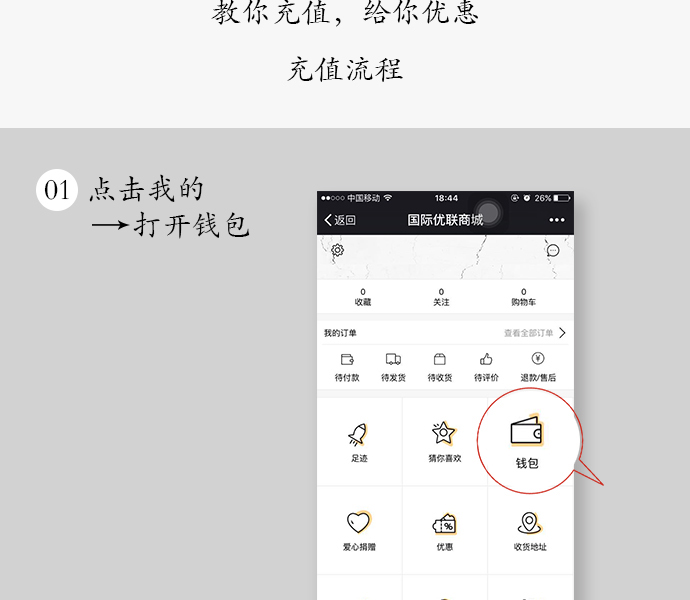 教你充值，给你优惠
充值流程
01 点击我的
→打开钱包
中国移动 18:44 26%
返回 国际优联商城
0 0 0
收藏 关注 购物车
我的订单 查看全部订单
待付款 待发货 待收货 待评价 退款/售后
足迹 猜你喜欢 钱包
爱心捐赠 优惠 收货地址